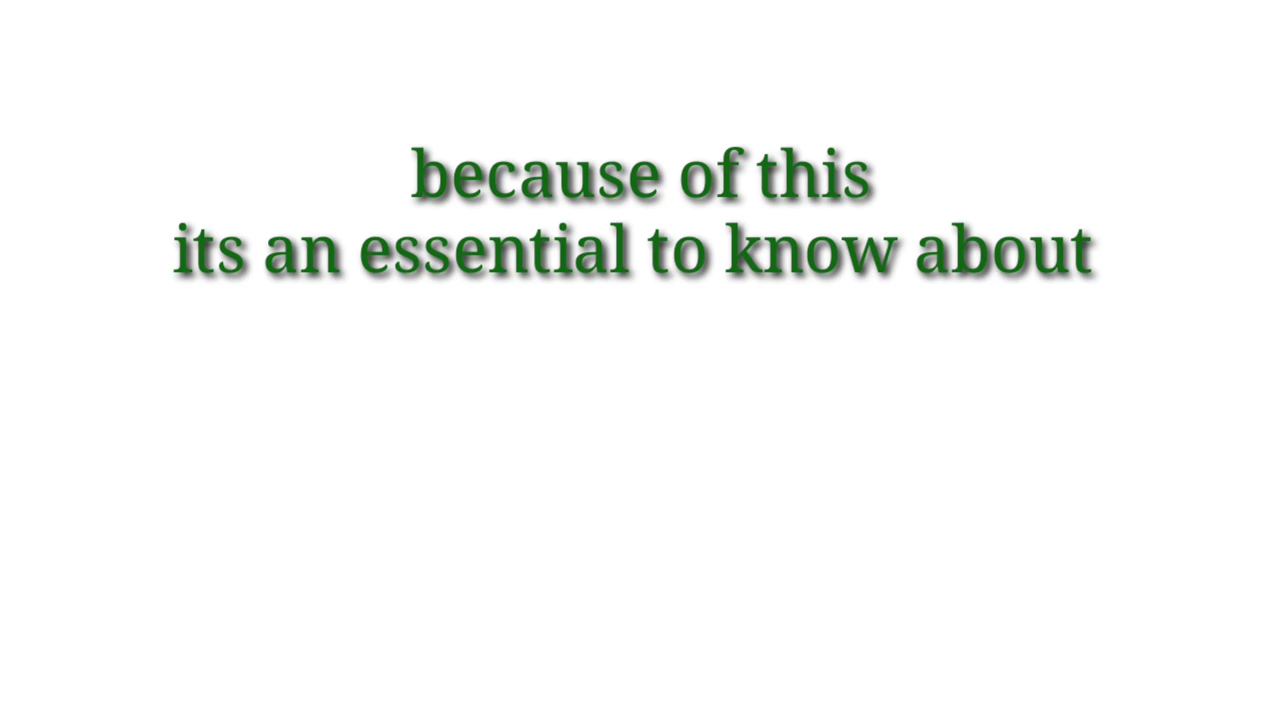 because of this
its an essential to know about